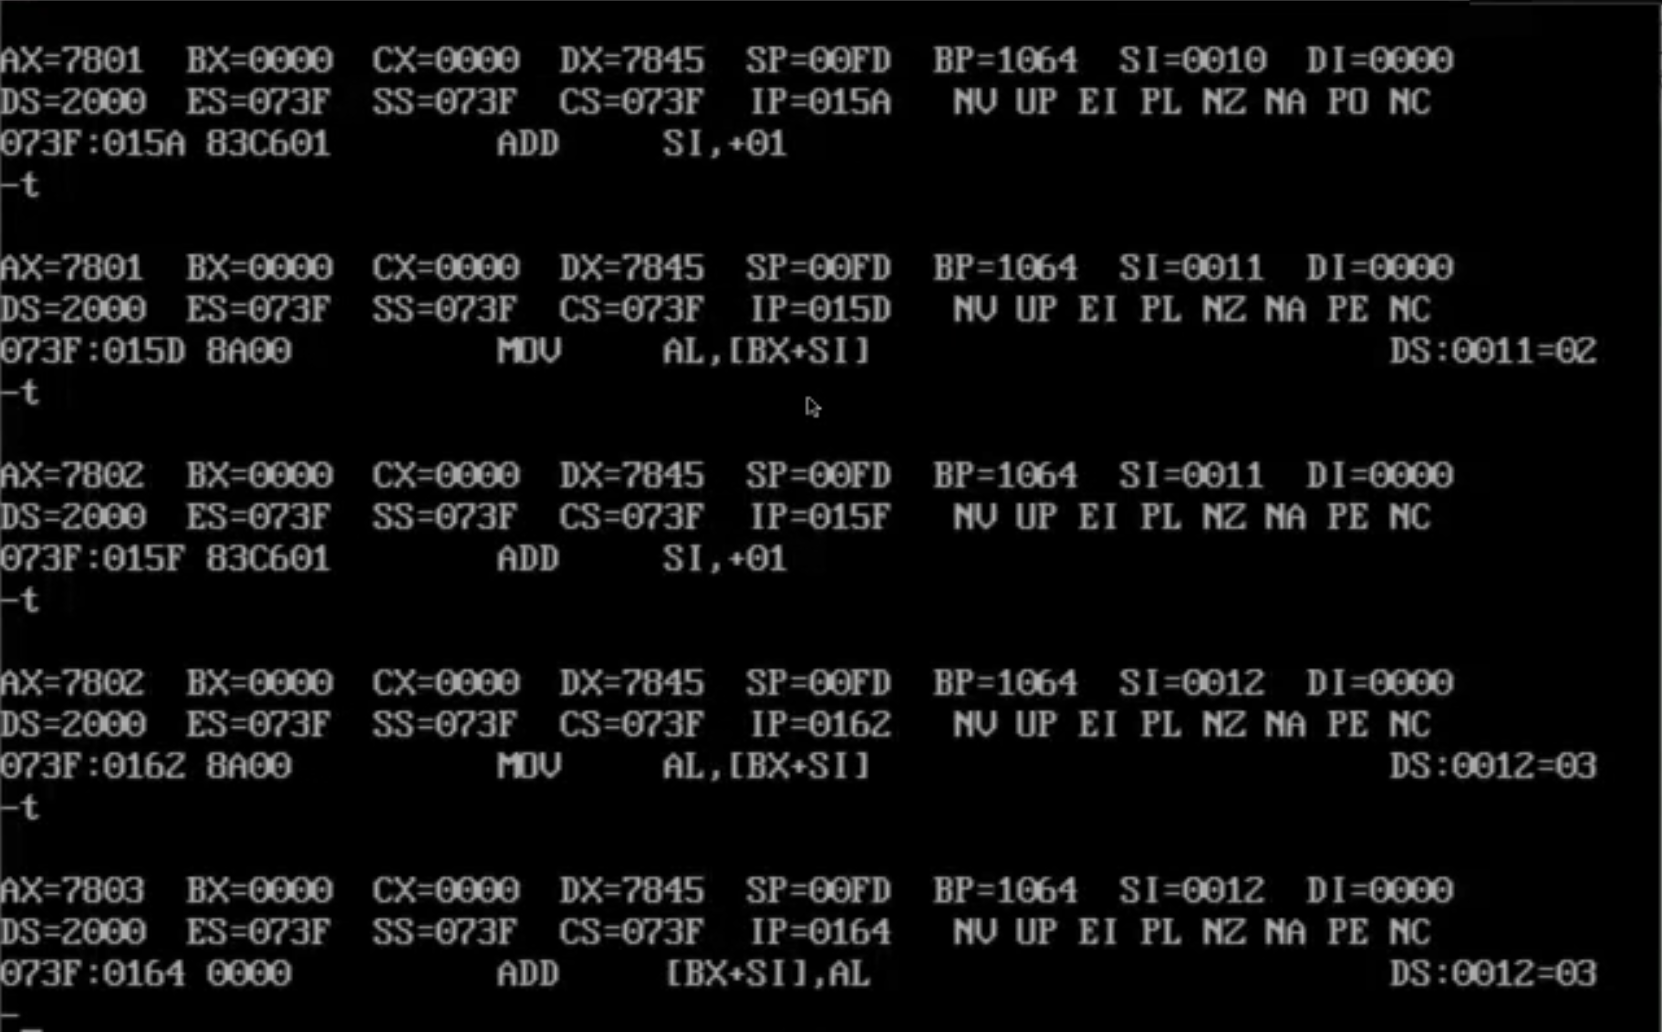 AX=7801  BX=0000  CX=0000  DX=7845  SP=00FD  BP=1064  SI=0010  DI=0000
DS=2000  ES=073F  SS=073F  CS=073F  IP=015A   NV UP EI PL NZ NA PO NC
073F:015A 83C601        ADD     SI,+01
-t
AX=7801  BX=0000  CX=0000  DX=7845  SP=00FD  BP=1064  SI=0011  DI=0000
DS=2000  ES=073F  SS=073F  CS=073F  IP=015D   NV UP EI PL NZ NA PE NC
073F:015D 8A00          MOV     AL,[BX+SI]                         DS:0011=02
-t
AX=7802  BX=0000  CX=0000  DX=7845  SP=00FD  BP=1064  SI=0011  DI=0000
DS=2000  ES=073F  SS=073F  CS=073F  IP=015F   NV UP EI PL NZ NA PE NC
073F:015F 83C601        ADD     SI,+01
-t
AX=7802  BX=0000  CX=0000  DX=7845  SP=00FD  BP=1064  SI=0012  DI=0000
DS=2000  ES=073F  SS=073F  CS=073F  IP=0162   NV UP EI PL NZ NA PE NC
073F:0162 8A00          MOV     AL,[BX+SI]                         DS:0012=03
-t
AX=7803  BX=0000  CX=0000  DX=7845  SP=00FD  BP=1064  SI=0012  DI=0000
DS=2000  ES=073F  SS=073F  CS=073F  IP=0164   NV UP EI PL NZ NA PE NC
073F:0164 0000          ADD     [BX+SI],AL                         DS:0012=03
-_